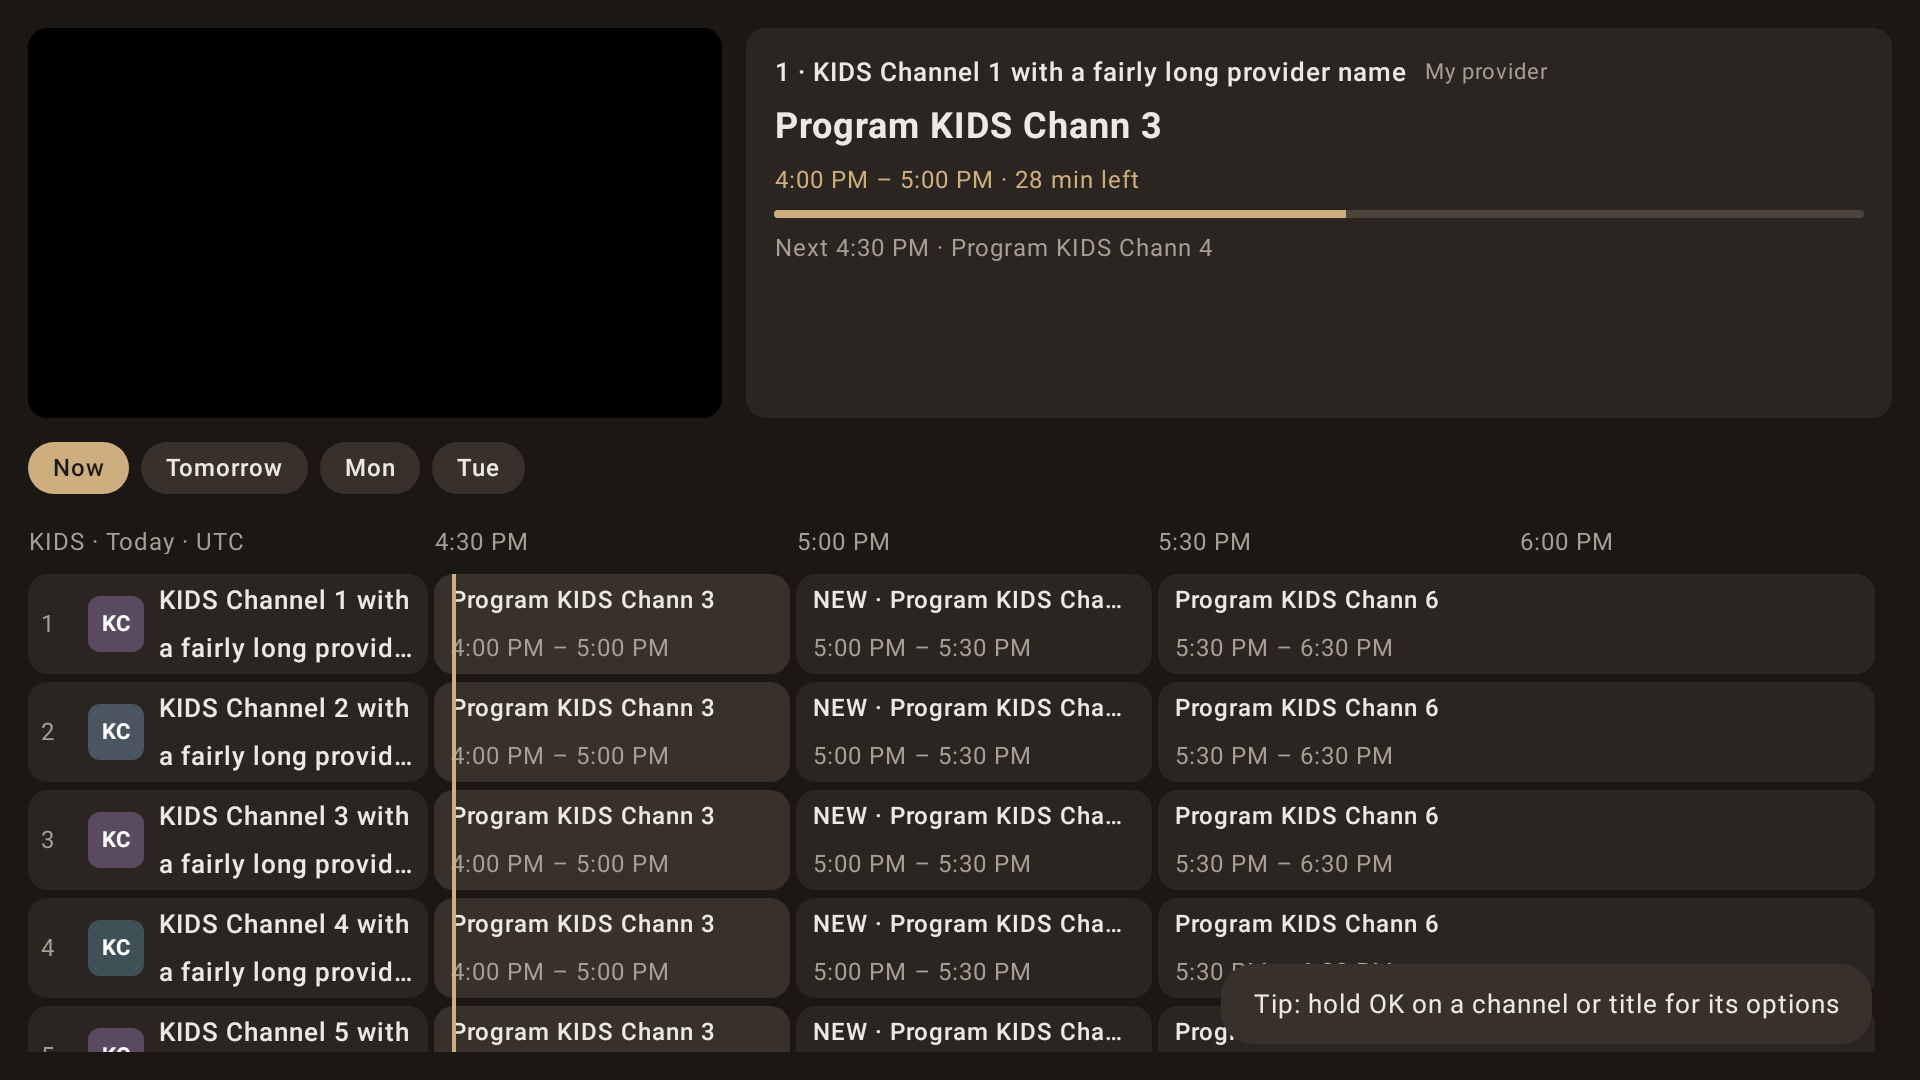 1 · KIDS Channel 1 with a fairly long provider name My provider
Program KIDS Chann 3
4:00 PM – 5:00 PM · 28 min left
Next 4:30 PM · Program KIDS Chann 4
Now Tomorrow Mon Tue
KIDS · Today · UTC 4:30 PM 5:00 PM 5:30 PM 6:00 PM
1 KC KIDS Channel 1 with
a fairly long provid…
Program KIDS Chann 3
4:00 PM – 5:00 PM
NEW · Program KIDS Cha…
5:00 PM – 5:30 PM
Program KIDS Chann 6
5:30 PM – 6:30 PM
2 KC KIDS Channel 2 with
a fairly long provid…
Program KIDS Chann 3
4:00 PM – 5:00 PM
NEW · Program KIDS Cha…
5:00 PM – 5:30 PM
Program KIDS Chann 6
5:30 PM – 6:30 PM
3 KC KIDS Channel 3 with
a fairly long provid…
Program KIDS Chann 3
4:00 PM – 5:00 PM
NEW · Program KIDS Cha…
5:00 PM – 5:30 PM
Program KIDS Chann 6
5:30 PM – 6:30 PM
4 KC KIDS Channel 4 with
a fairly long provid…
Program KIDS Chann 3
4:00 PM – 5:00 PM
NEW · Program KIDS Cha…
5:00 PM – 5:30 PM
Program KIDS Chann 6
5:30
KIDS Channel 5 with
Program KIDS Chann 3
NEW · Program KIDS Cha…
Tip: hold OK on a channel or title for its options